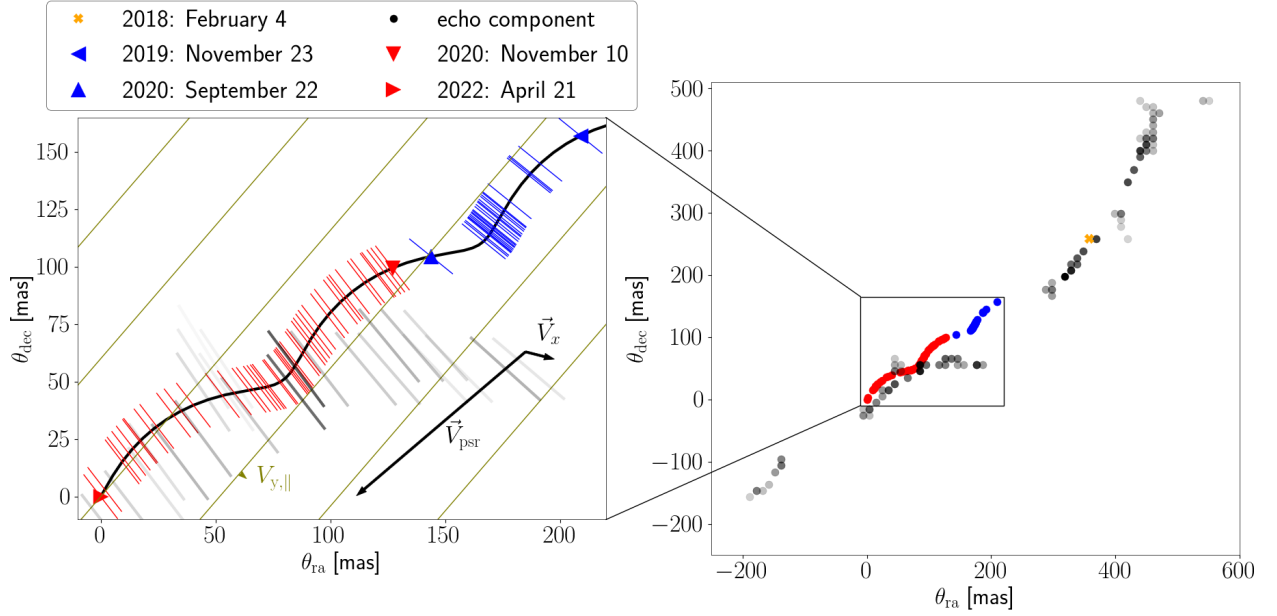 2018: February 4
echo component
2019: November 23
2020: November 10
2020: September 22
2022: April 21
150
125
100
75
50
25
0
θdec [mas]
0
50
100
150
200
θra [mas]
V⃗x
V⃗psr
Vy,||
500
400
300
200
100
0
−100
−200
θdec [mas]
−200
0
200
400
600
θra [mas]